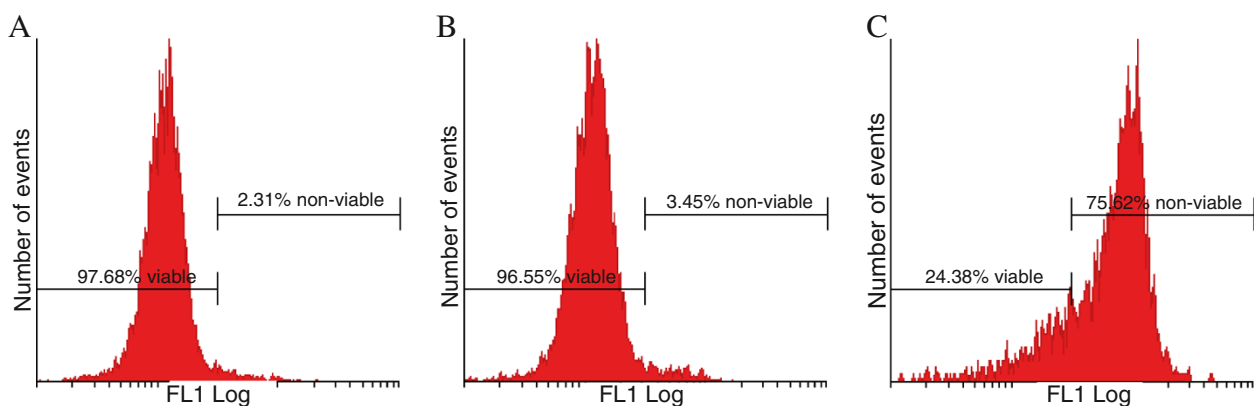 A
Number of events
2.31% non-viable
97.68% viable
FL1 Log
B
Number of events
3.45% non-viable
96.55% viable
FL1 Log
C
Number of events
75.62% non-viable
24.38% viable
FL1 Log